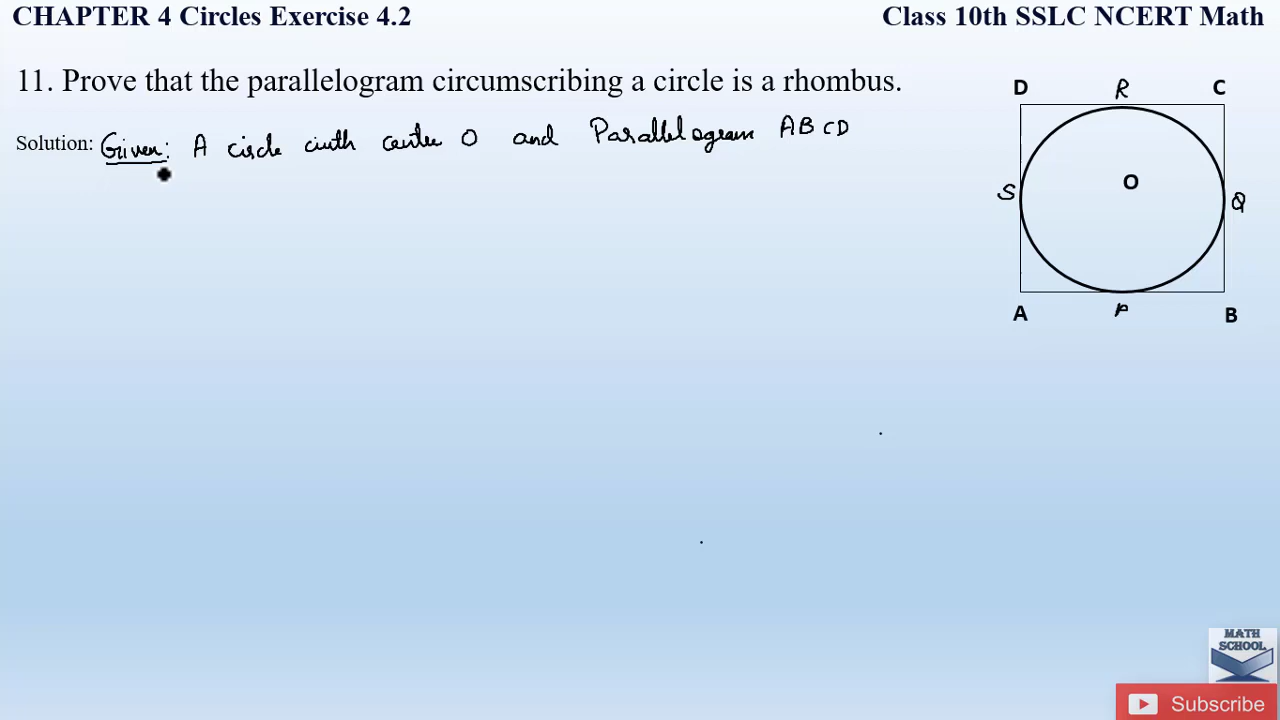 CHAPTER 4 Circles Exercise 4.2
Class 10th SSLC NCERT Math
11. Prove that the parallelogram circumscribing a circle is a rhombus.
Solution: Given: A circle with center O and Parallelogram ABCD
D R C
O
S Q
A P B
MATH
SCHOOL
Subscribe